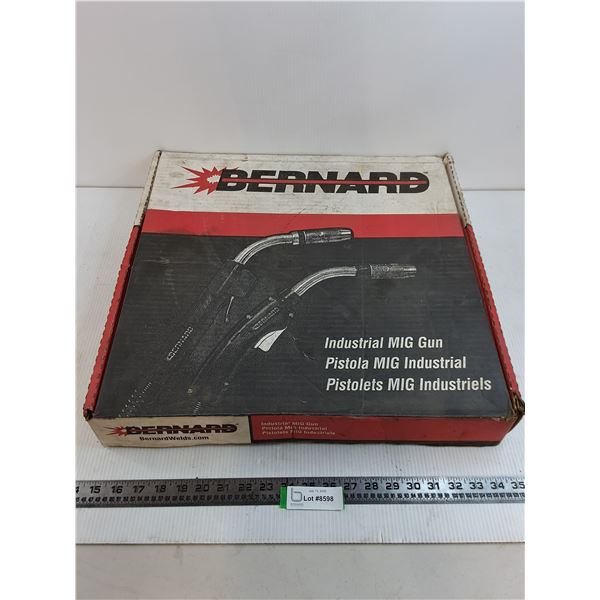 BERNARD
BERNARD
BERNARD
Industrial MIG Gun
Pistola MIG Industrial
Pistolets MIG Industriels
BERNARD
BernardWelds.com
Industrial MIG Gun
Pistola MIG Industrial
Pistolets MIG Industriels
15 16 17 18 19 20 21 22 23 24 25 26 27 28 29 30 31 32 33 34 35
Lot #8598